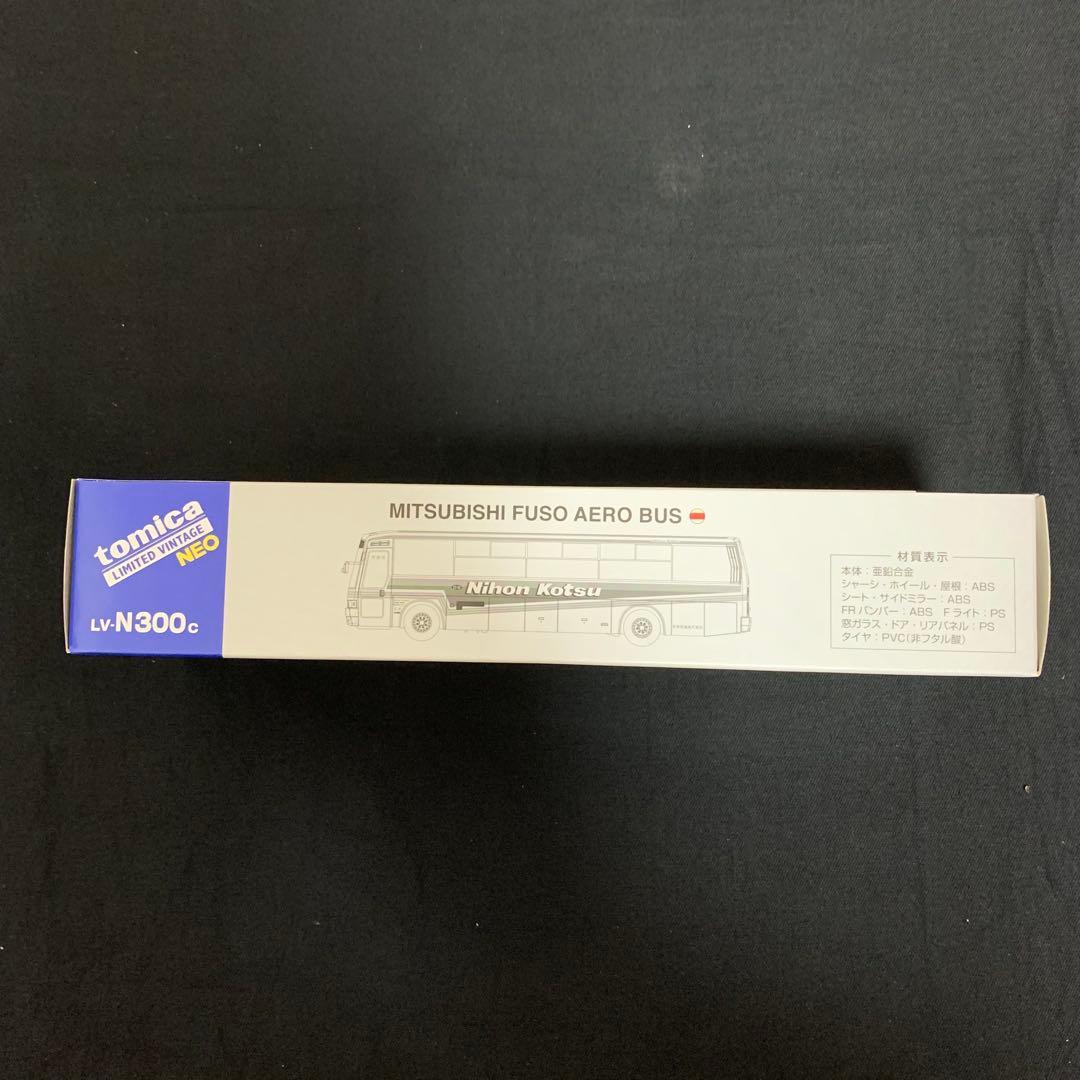 tomica
LIMITED VINTAGE
NEO
LV-N300c
MITSUBISHI FUSO AERO BUS
Nihon Kotsu
材質表示
本体：亜鉛合金
シャーシ・ホイール・屋根：ABS
シート・サイドミラー：ABS
FRバンパー：ABS Fライト：PS
窓ガラス・ドア・リアパネル：PS
タイヤ：PVC(非フタル酸)